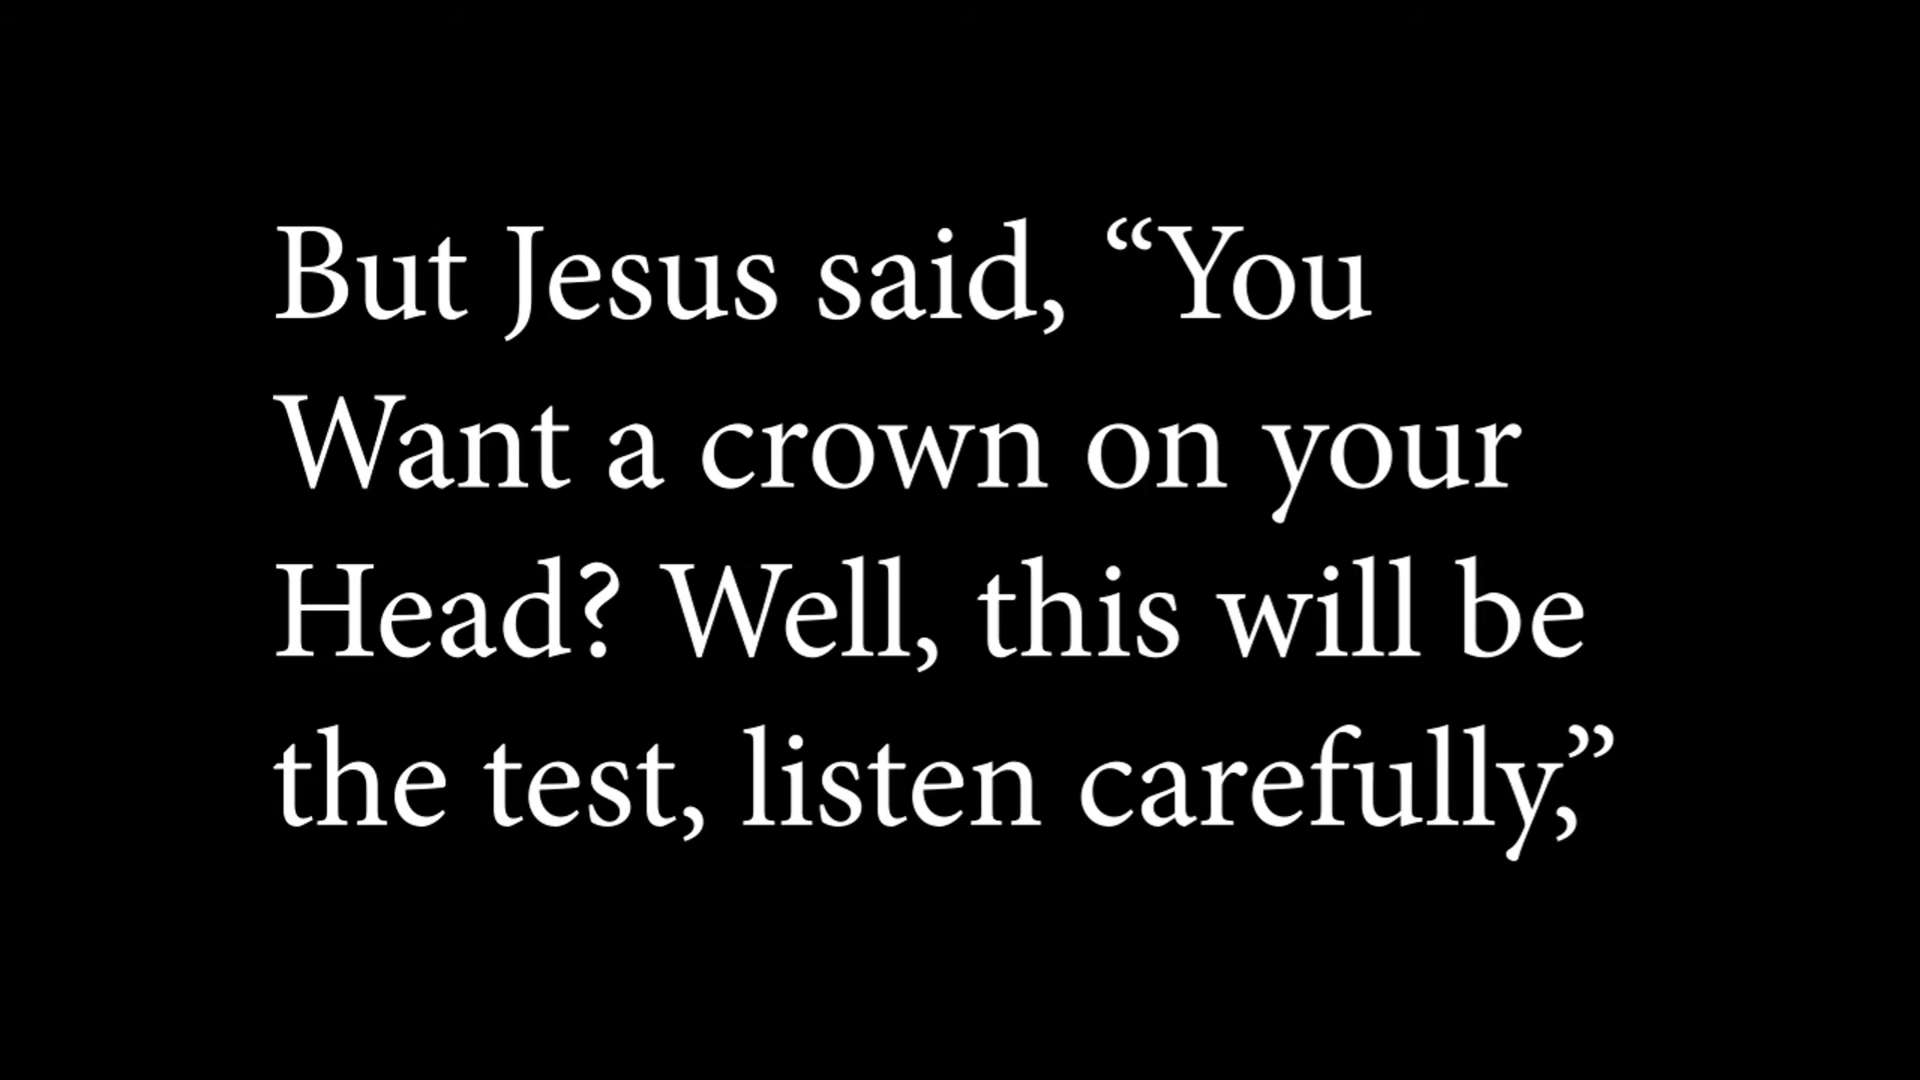 But Jesus said, “You
Want a crown on your
Head? Well, this will be
the test, listen carefully,”